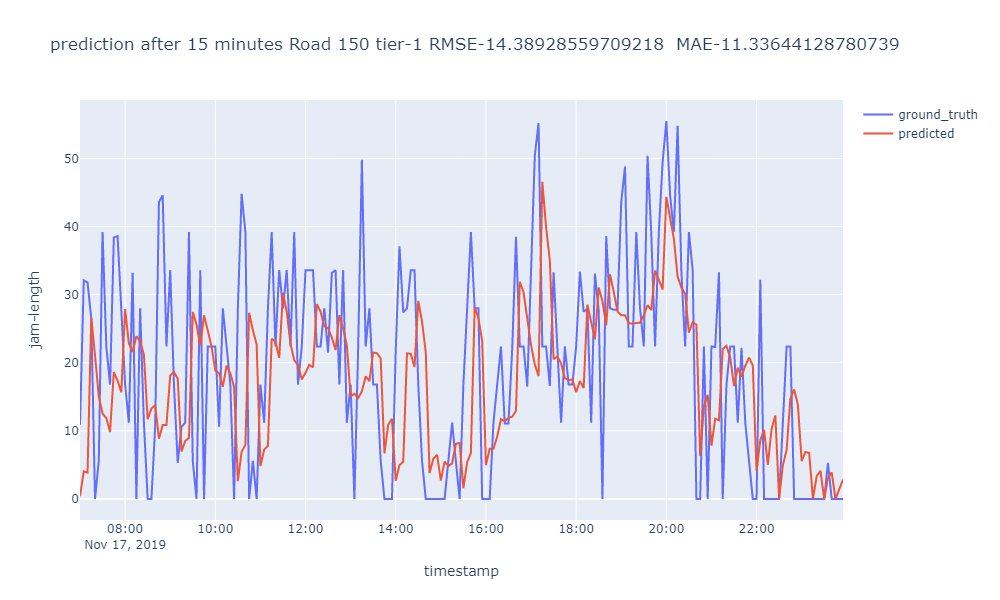 prediction after 15 minutes Road 150 tier-1 RMSE-14.38928559709218  MAE-11.33644128780739
ground_truth
predicted
50
40
30
20
10
0
jam-length
08:00 10:00 12:00 14:00 16:00 18:00 20:00 22:00
Nov 17, 2019
timestamp